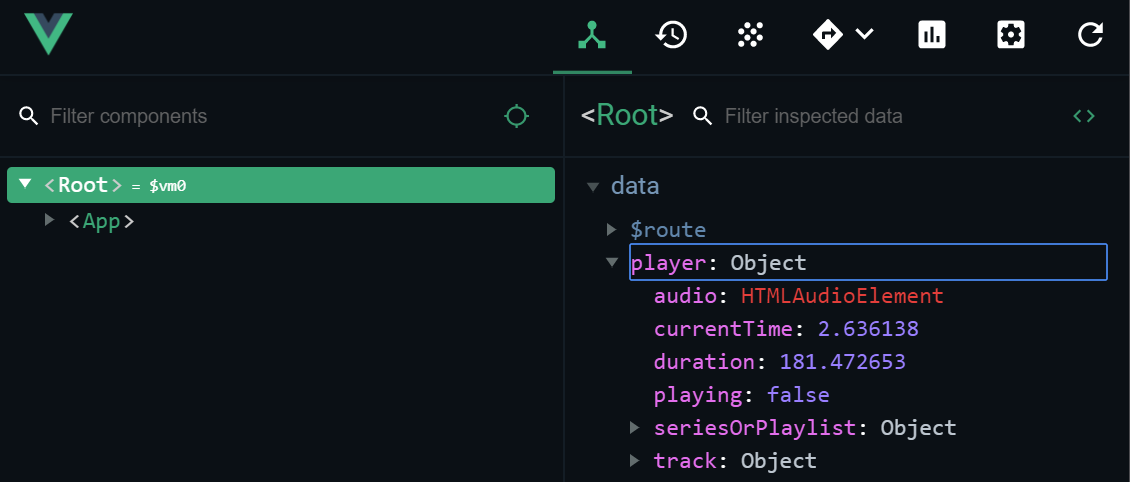 Filter components
<Root> Filter inspected data <>
<Root> = $vm0
<App>
data
$route
player: Object
audio: HTMLAudioElement
currentTime: 2.636138
duration: 181.472653
playing: false
seriesOrPlaylist: Object
track: Object